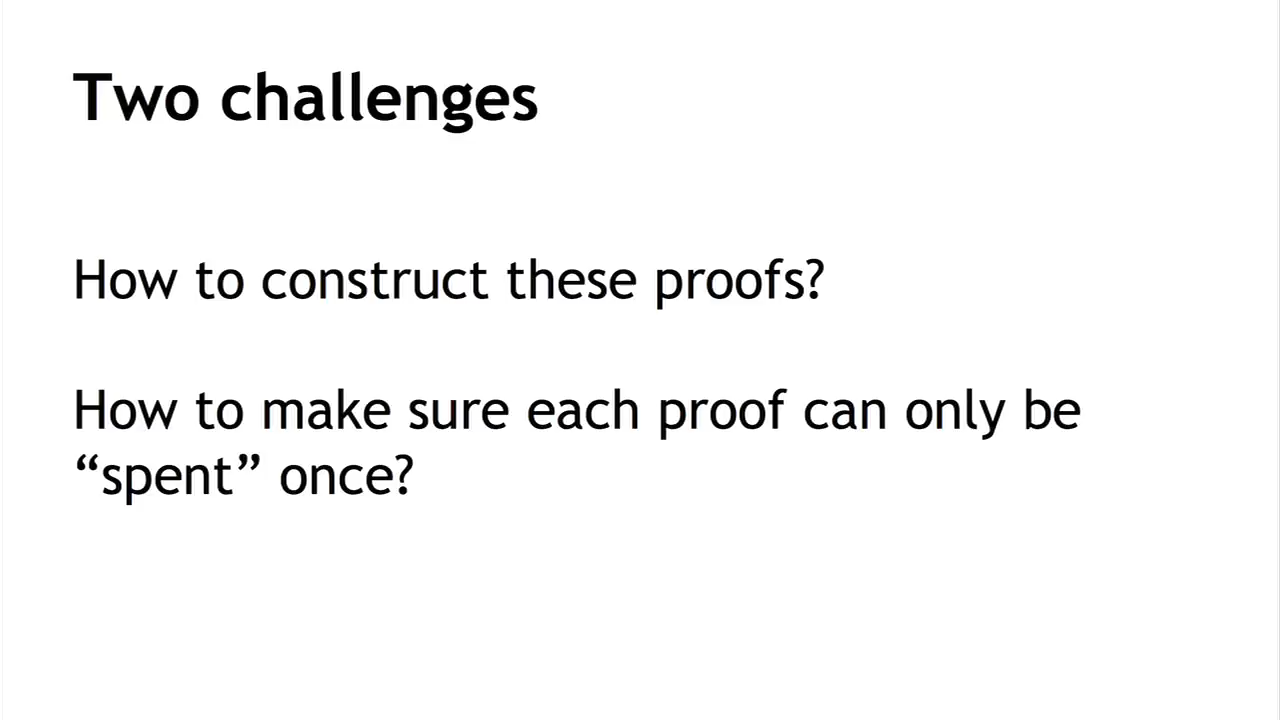 Two challenges
How to construct these proofs?
How to make sure each proof can only be
“spent” once?